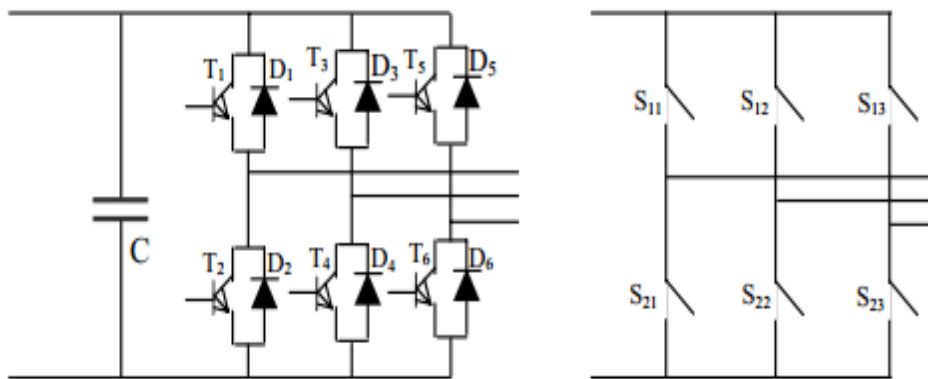 T₁ D₁ T₃ D₃ T₅ D₅
S₁₁ S₁₂ S₁₃
C
T₂ D₂ T₄ D₄ T₆ D₆
S₂₁ S₂₂ S₂₃